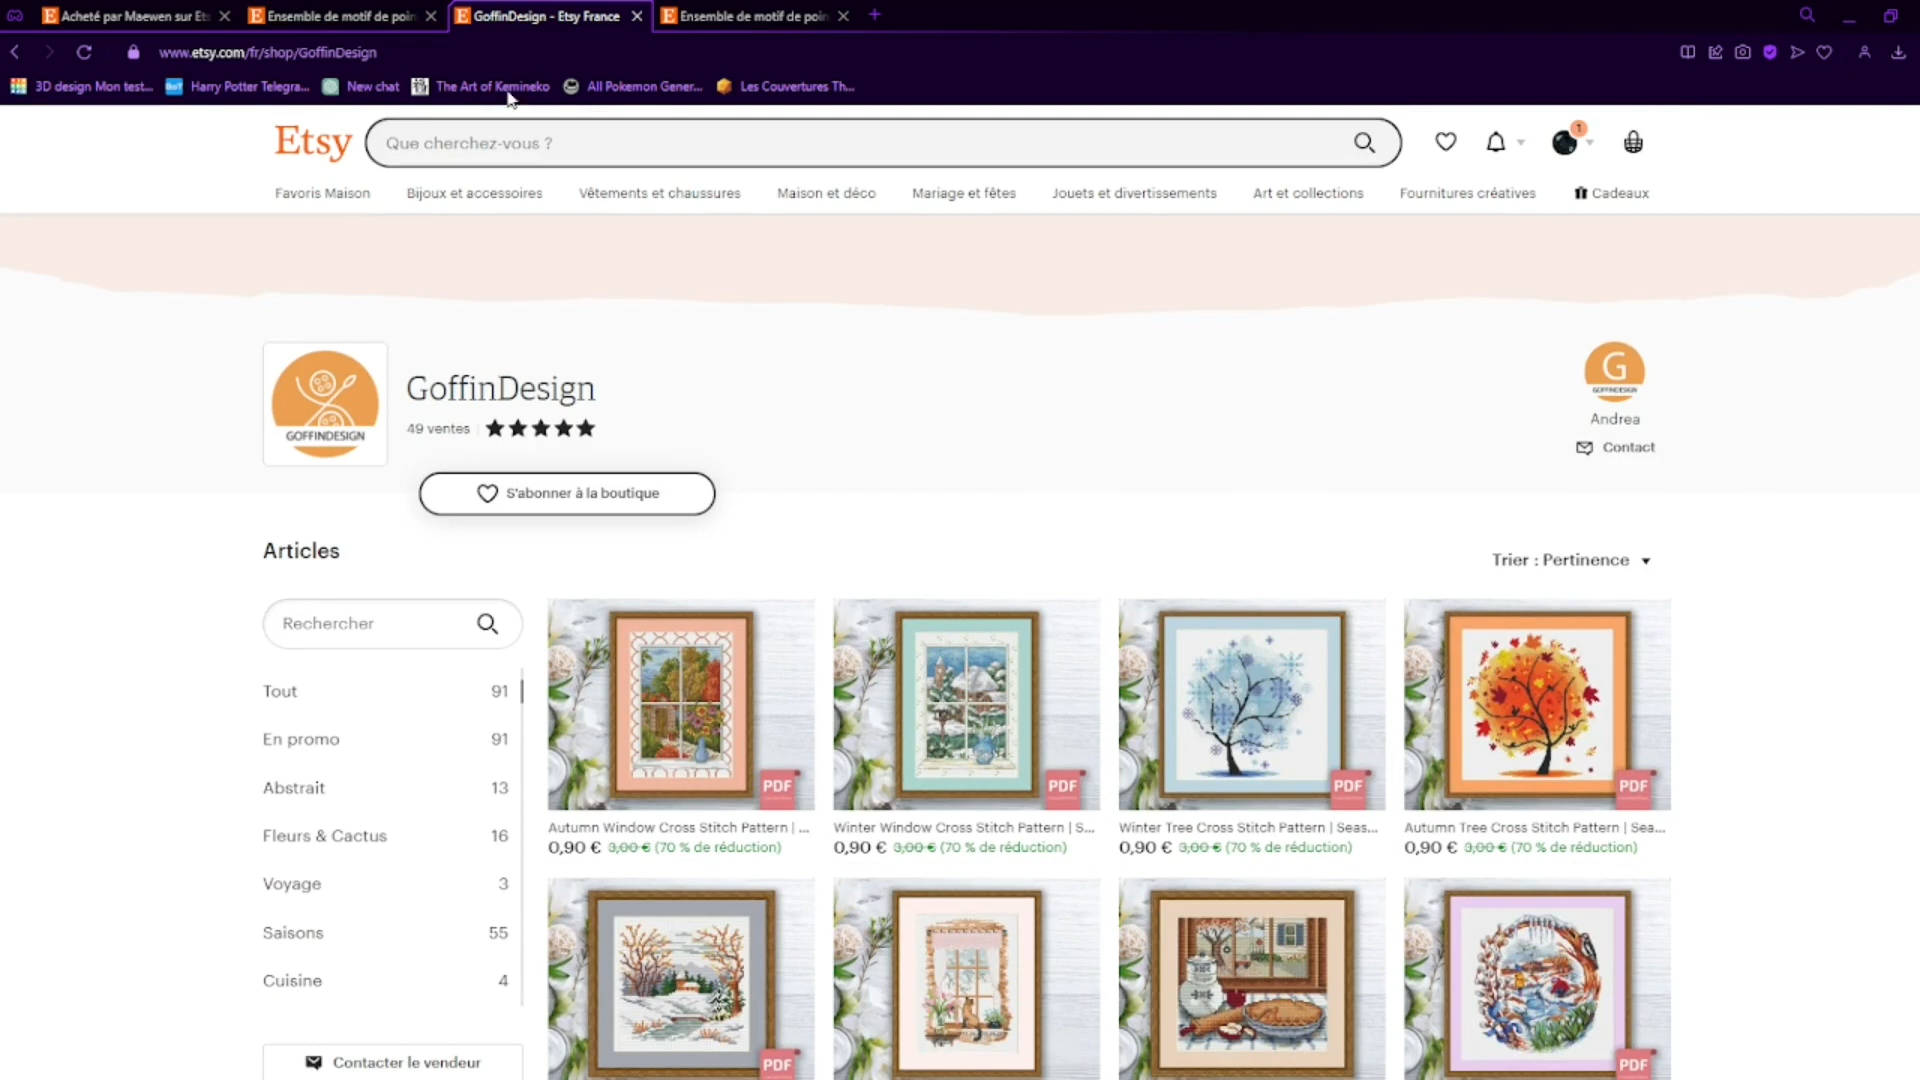 Acheté par Maewen sur Ets
Ensemble de motif de poin
GoffinDesign - Etsy France
Ensemble de motif de poin
www.etsy.com/fr/shop/GoffinDesign
3D design Mon test...
Harry Potter Telegra...
New chat
The Art of Kemineko
All Pokemon Gener...
Les Couvertures Th...
Etsy
Que cherchez-vous ?
1
Favoris Maison
Bijoux et accessoires
Vêtements et chaussures
Maison et déco
Mariage et fêtes
Jouets et divertissements
Art et collections
Fournitures créatives
Cadeaux
GOFFINDESIGN
GoffinDesign
49 ventes
G
GOFFINDESIGN
Andrea
Contact
S'abonner à la boutique
Articles
Trier : Pertinence
Rechercher
Tout 91
En promo 91
Abstrait 13
Fleurs & Cactus 16
Voyage 3
Saisons 55
Cuisine 4
Contacter le vendeur
PDF
PDF
PDF
PDF
Autumn Window Cross Stitch Pattern | ...
0,90 € 3,00 € (70 % de réduction)
Winter Window Cross Stitch Pattern | S...
0,90 € 3,00 € (70 % de réduction)
Winter Tree Cross Stitch Pattern | Seas...
0,90 € 3,00 € (70 % de réduction)
Autumn Tree Cross Stitch Pattern | Sea...
0,90 € 3,00 € (70 % de réduction)
PDF
PDF